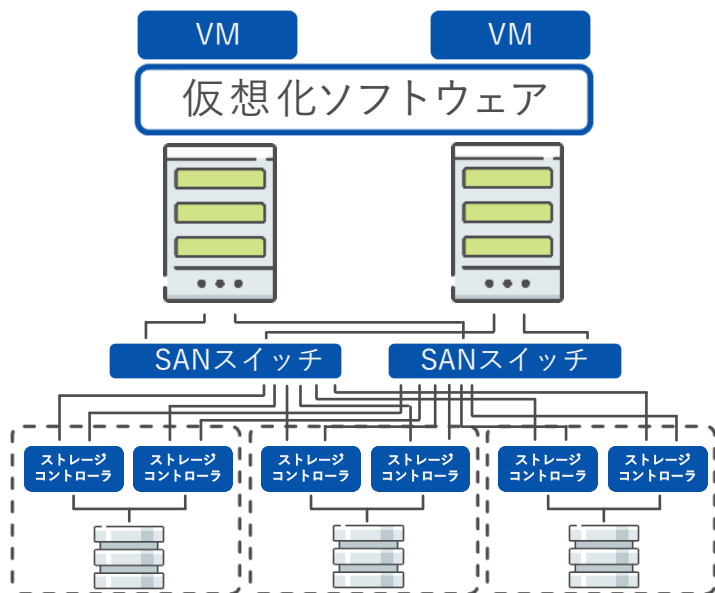 VM
VM
仮想化ソフトウェア
SANスイッチ
SANスイッチ
ストレージ
コントローラ
ストレージ
コントローラ
ストレージ
コントローラ
ストレージ
コントローラ
ストレージ
コントローラ
ストレージ
コントローラ